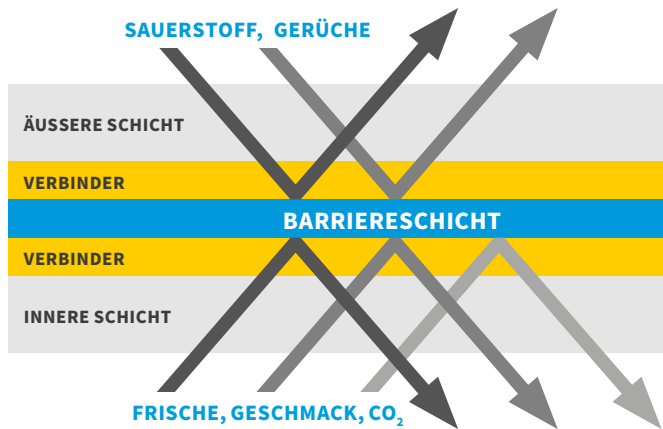 SAUERSTOFF, GERÜCHE
ÄUSSERE SCHICHT
VERBINDER
BARRIERESCHICHT
VERBINDER
INNERE SCHICHT
FRISCHE, GESCHMACK, CO₂